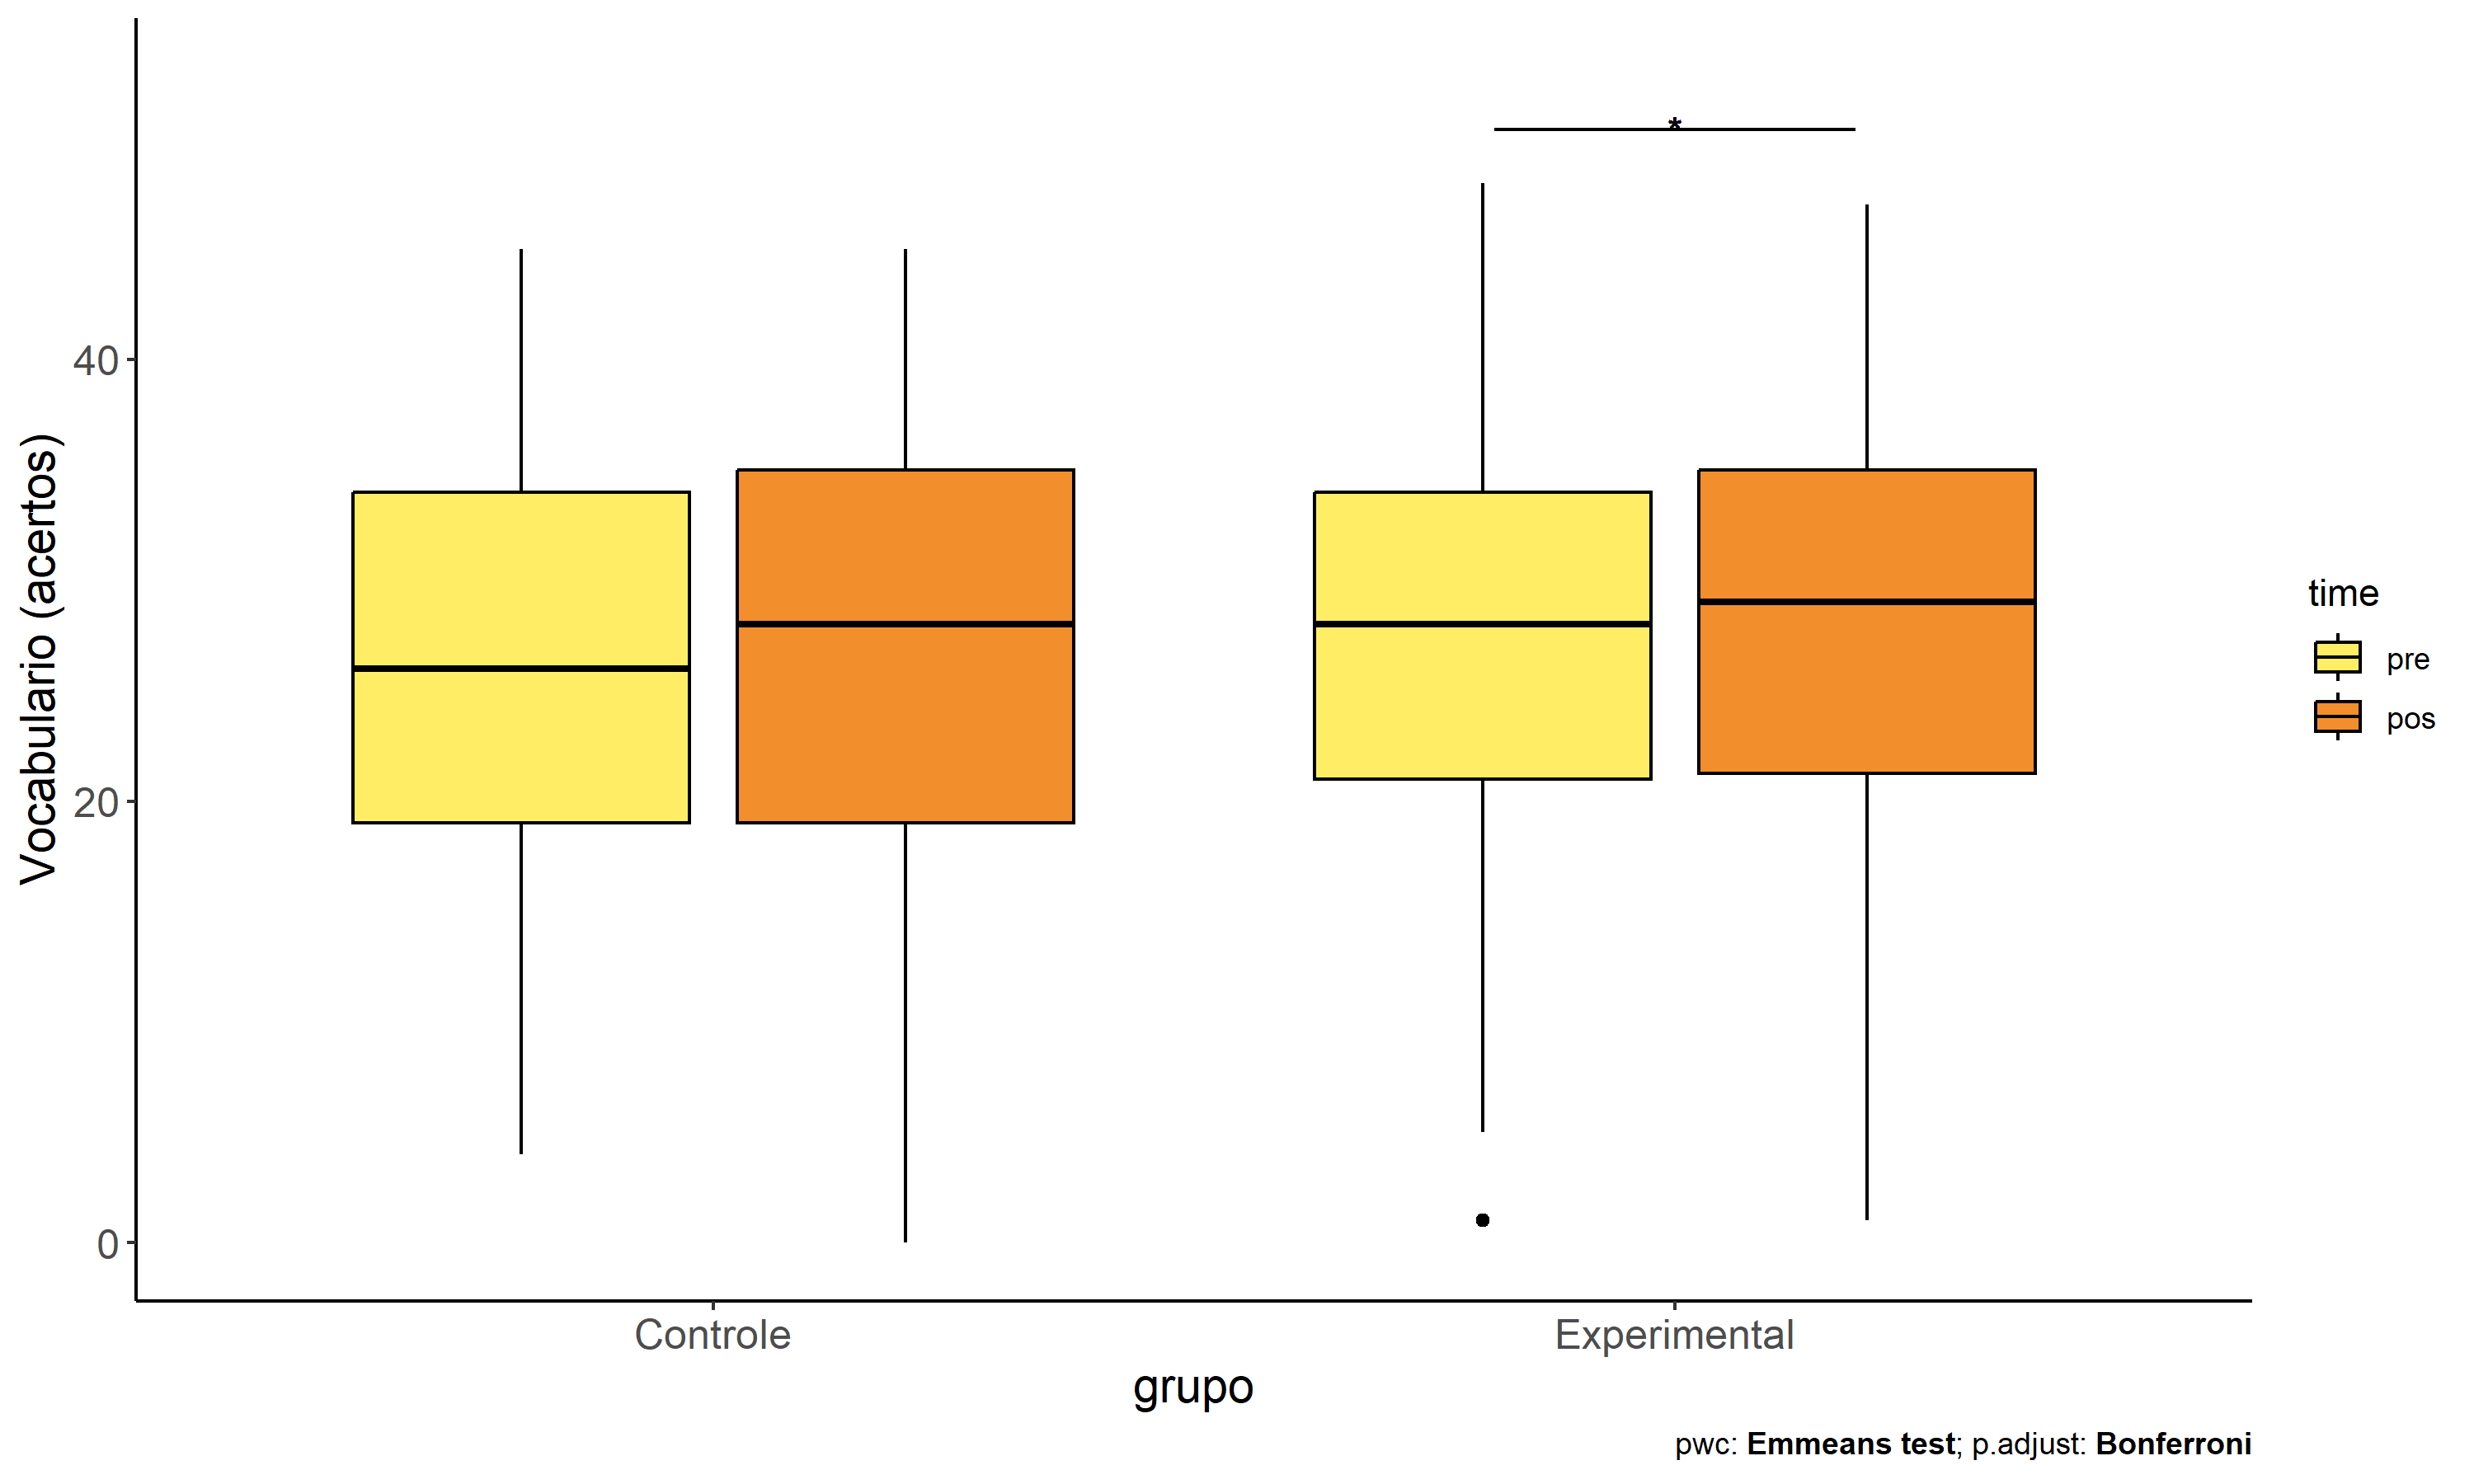 *
Vocabulario (acertos)
40
20
0
Controle
Experimental
grupo
time
pre
pos
pwc: Emmeans test; p.adjust: Bonferroni